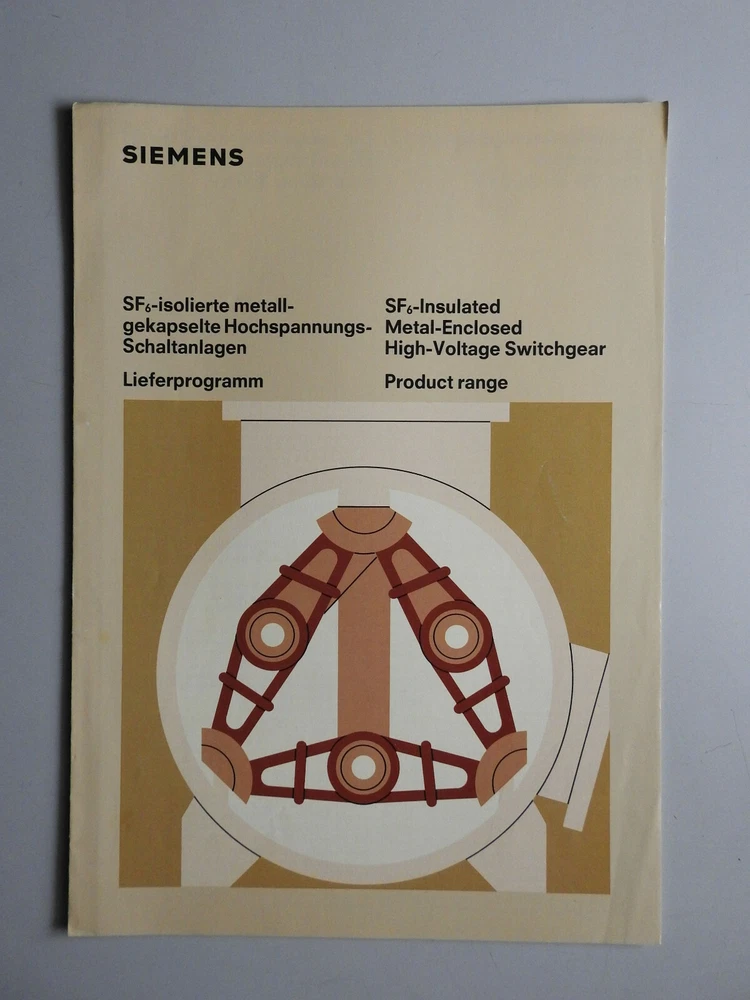 SIEMENS
SF₆-isolierte metall-
gekapselte Hochspannungs-
Schaltanlagen
Lieferprogramm
SF₆-Insulated
Metal-Enclosed
High-Voltage Switchgear
Product range